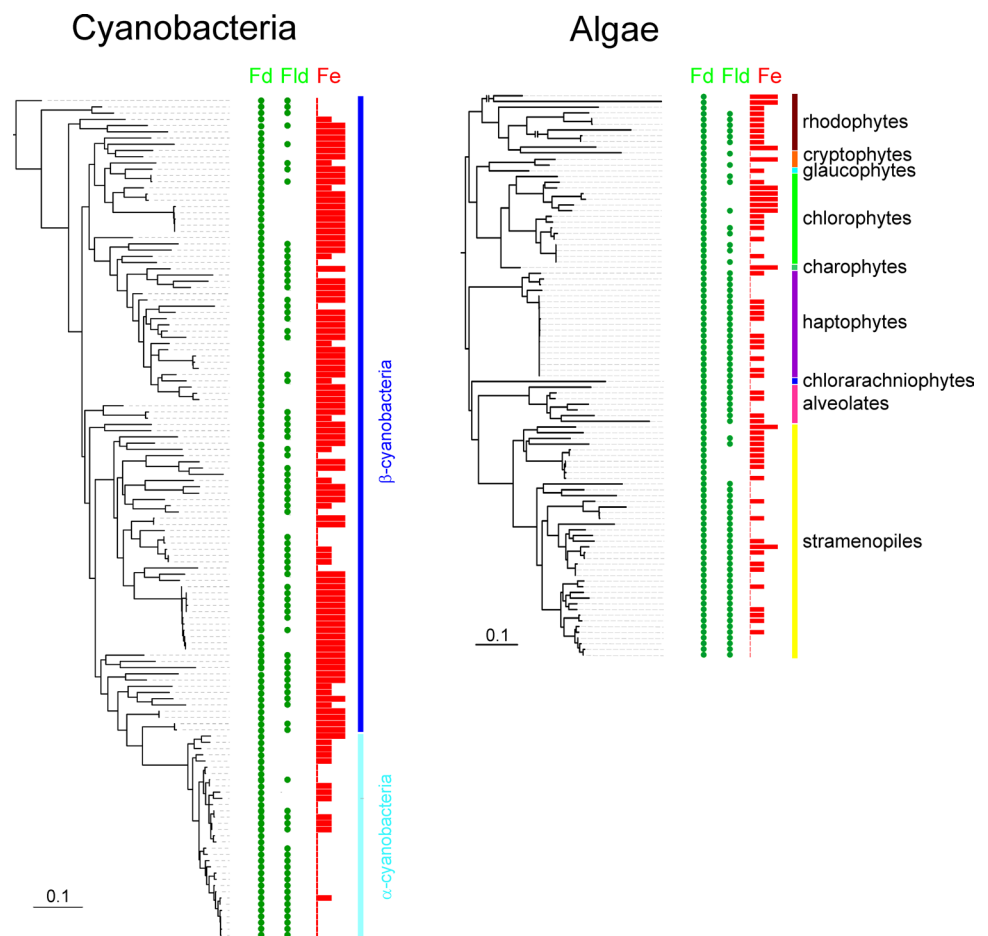 Cyanobacteria
Fd Fld Fe
β-cyanobacteria
α-cyanobacteria
0.1
Algae
Fd Fld Fe
rhodophytes
cryptophytes
glaucophytes
chlorophytes
charophytes
haptophytes
chlorarachniophytes
alveolates
stramenopiles
0.1